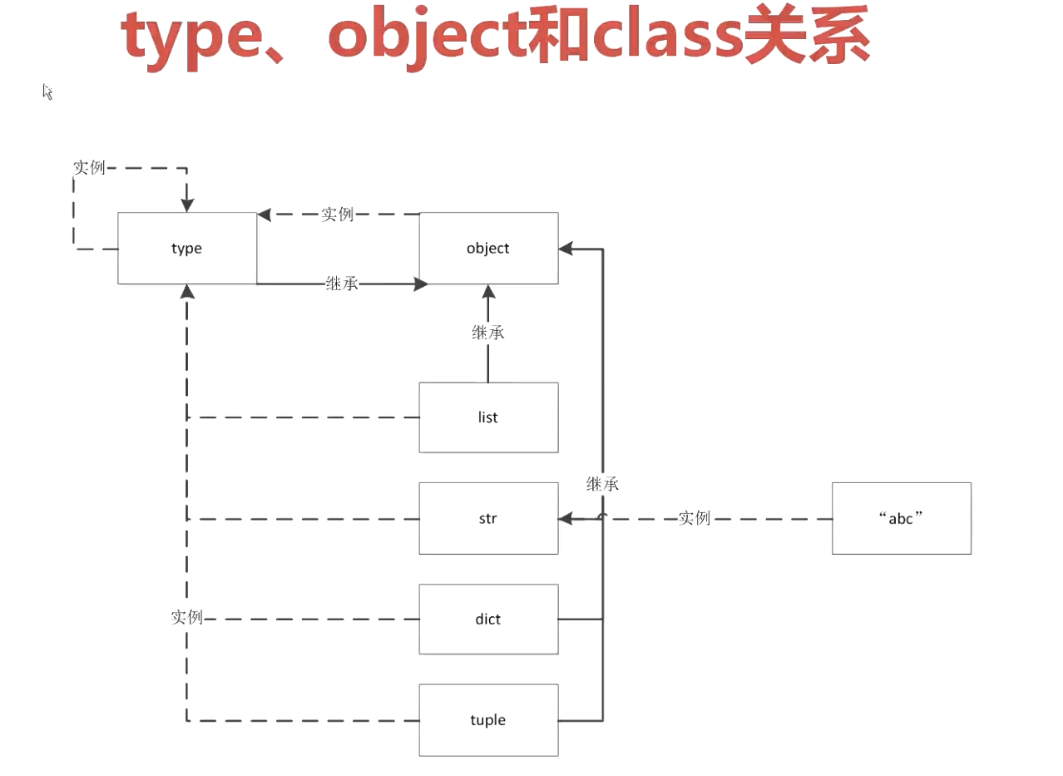 type、object和class关系
实例
实例
type
object
继承
继承
list
继承
str
实例
“abc”
实例
dict
tuple